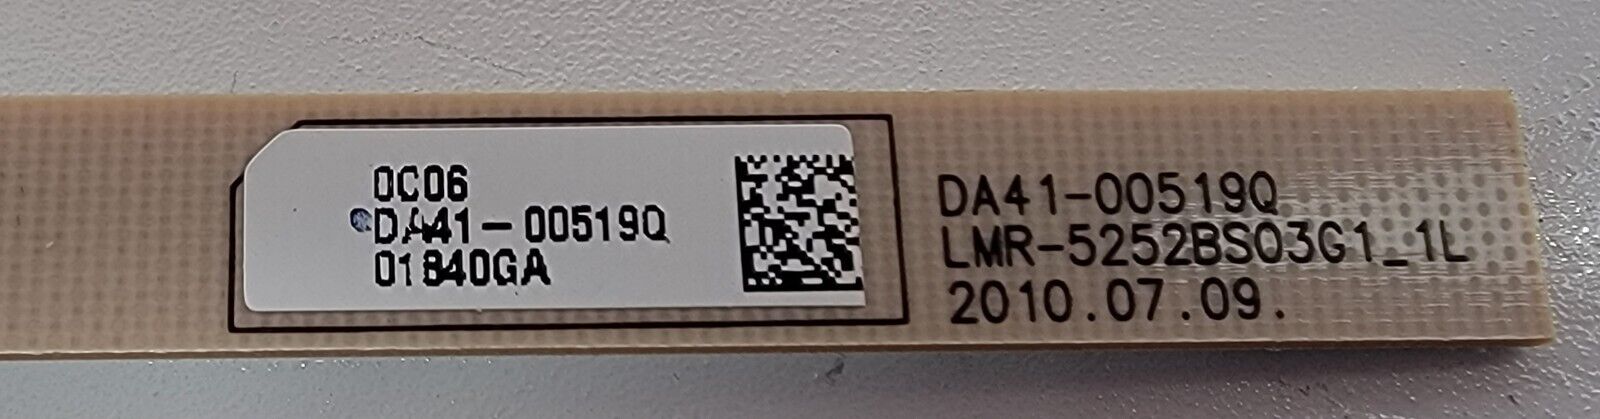 0C06
DA41-00519Q
01840GA
DA41-00519Q
LMR-5252BS03G1_1L
2010.07.09.